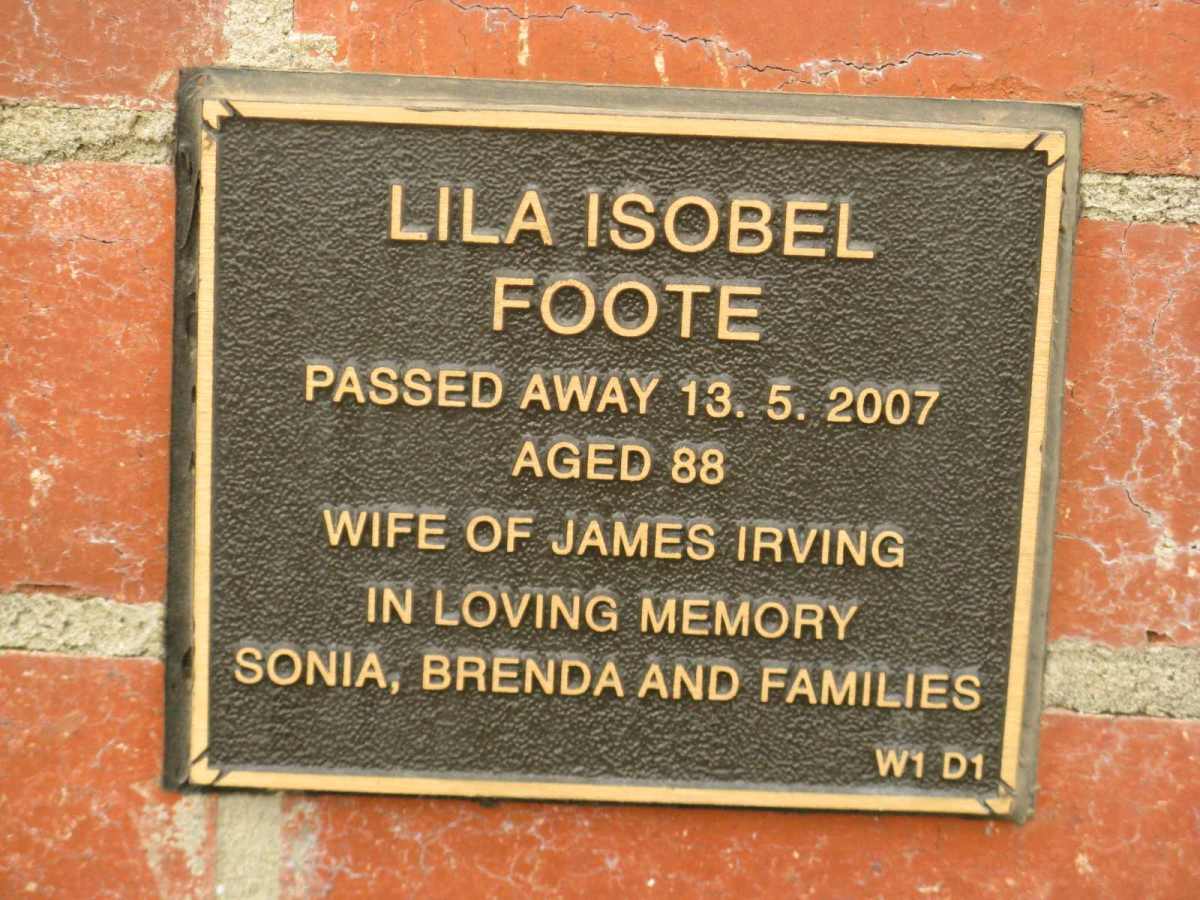 LILA ISOBEL
FOOTE
PASSED AWAY 13. 5. 2007
AGED 88
WIFE OF JAMES IRVING
IN LOVING MEMORY
SONIA, BRENDA AND FAMILIES
W1 D1